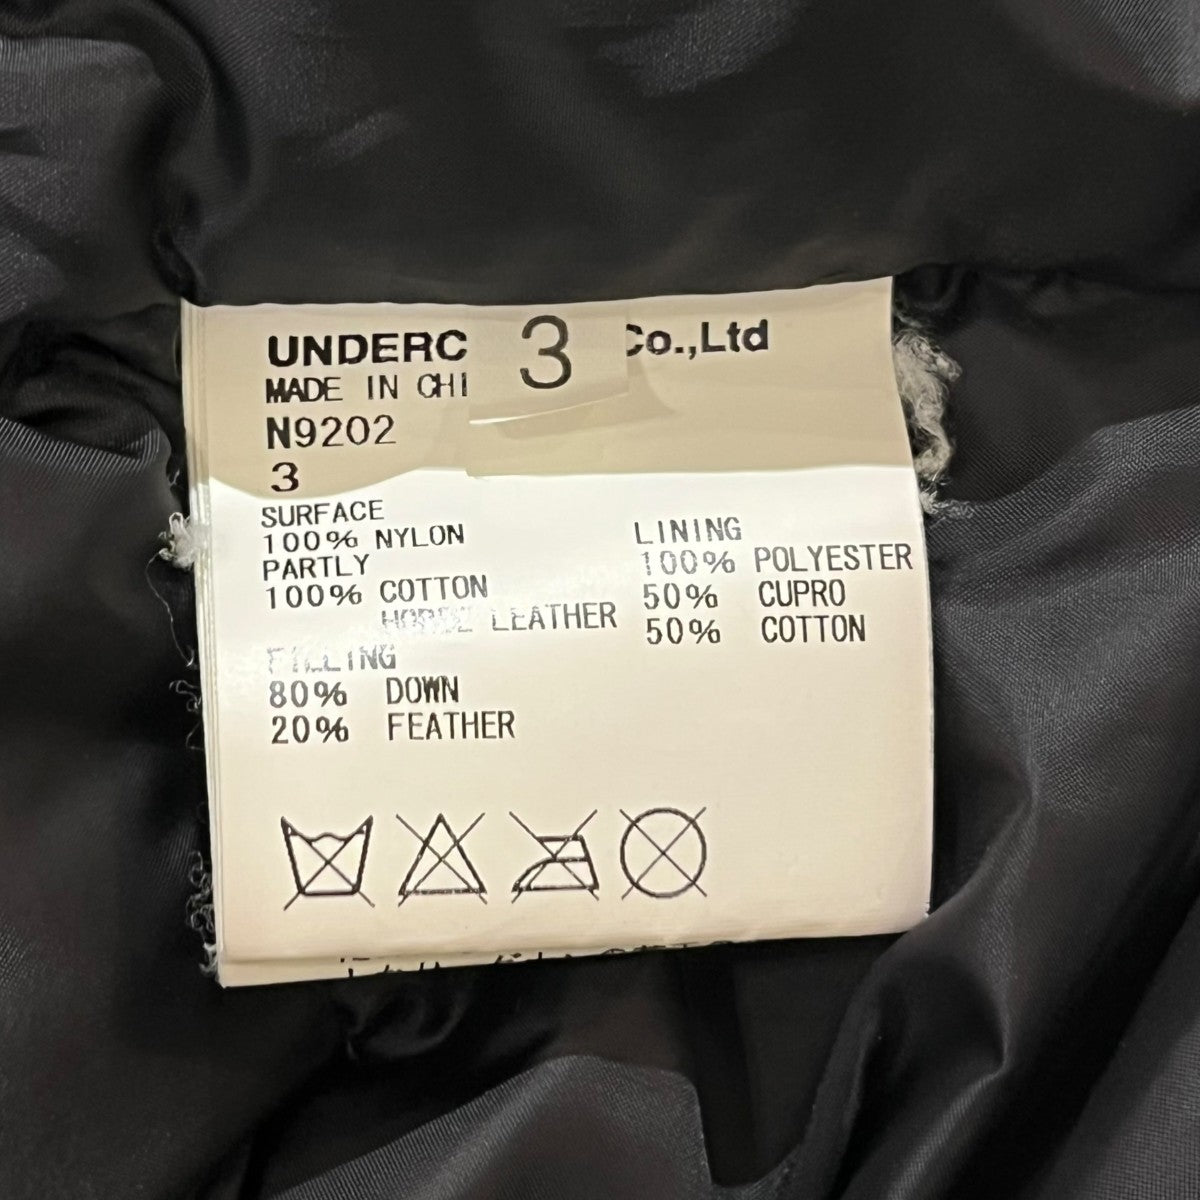 UNDERC 3 Co.,Ltd
MADE IN CHI
N9202
3
SURFACE
100% NYLON
PARTLY
100% COTTON
HORSE LEATHER
FILLING
80% DOWN
20% FEATHER
LINING
100% POLYESTER
50% CUPRO
50% COTTON